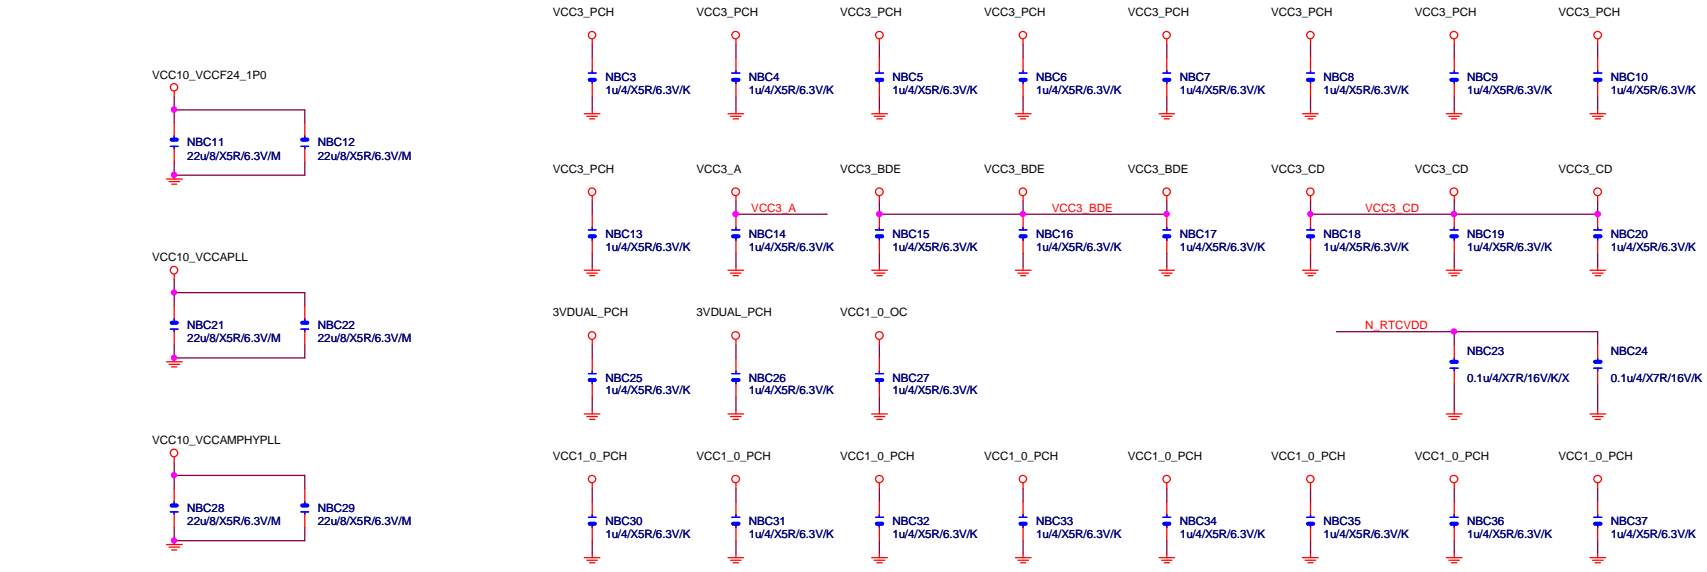 VCC3_PCH VCC3_PCH VCC3_PCH VCC3_PCH VCC3_PCH VCC3_PCH VCC3_PCH VCC3_PCH
NBC3 NBC4 NBC5 NBC6 NBC7 NBC8 NBC9 NBC10
1u/4/X5R/6.3V/K 1u/4/X5R/6.3V/K 1u/4/X5R/6.3V/K 1u/4/X5R/6.3V/K 1u/4/X5R/6.3V/K 1u/4/X5R/6.3V/K 1u/4/X5R/6.3V/K 1u/4/X5R/6.3V/K
VCC10_VCCF24_1P0
NBC11 NBC12
22u/8/X5R/6.3V/M 22u/8/X5R/6.3V/M
VCC3_PCH VCC3_A VCC3_BDE VCC3_BDE VCC3_BDE VCC3_CD VCC3_CD VCC3_CD
VCC3_A VCC3_BDE VCC3_CD
NBC13 NBC14 NBC15 NBC16 NBC17 NBC18 NBC19 NBC20
1u/4/X5R/6.3V/K 1u/4/X5R/6.3V/K 1u/4/X5R/6.3V/K 1u/4/X5R/6.3V/K 1u/4/X5R/6.3V/K 1u/4/X5R/6.3V/K 1u/4/X5R/6.3V/K 1u/4/X5R/6.3V/K
VCC10_VCCAPLL
NBC21 NBC22
22u/8/X5R/6.3V/M 22u/8/X5R/6.3V/M
3VDUAL_PCH 3VDUAL_PCH VCC1_0_OC
N_RTCVDD
NBC23 NBC24
0.1u/4/X7R/16V/K/X 0.1u/4/X7R/16V/K
NBC25 NBC26 NBC27
1u/4/X5R/6.3V/K 1u/4/X5R/6.3V/K 1u/4/X5R/6.3V/K
VCC10_VCCAMPHYPLL
NBC28 NBC29
22u/8/X5R/6.3V/M 22u/8/X5R/6.3V/M
VCC1_0_PCH VCC1_0_PCH VCC1_0_PCH VCC1_0_PCH VCC1_0_PCH VCC1_0_PCH VCC1_0_PCH VCC1_0_PCH
NBC30 NBC31 NBC32 NBC33 NBC34 NBC35 NBC36 NBC37
1u/4/X5R/6.3V/K 1u/4/X5R/6.3V/K 1u/4/X5R/6.3V/K 1u/4/X5R/6.3V/K 1u/4/X5R/6.3V/K 1u/4/X5R/6.3V/K 1u/4/X5R/6.3V/K 1u/4/X5R/6.3V/K